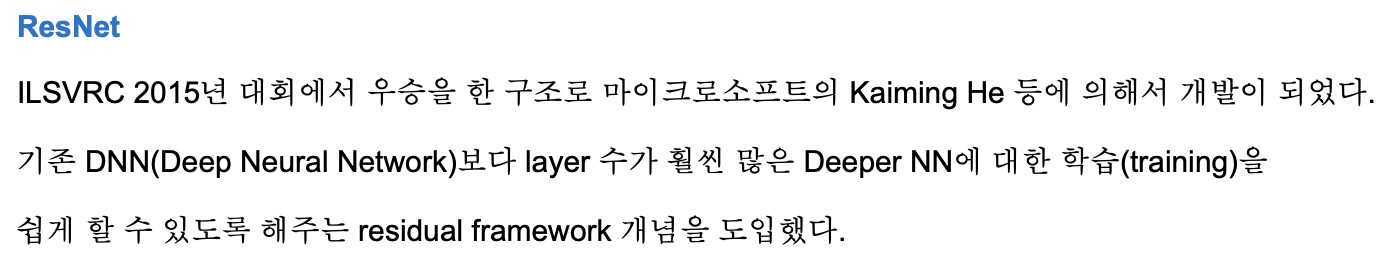 ResNet
ILSVRC 2015년 대회에서 우승을 한 구조로 마이크로소프트의 Kaiming He 등에 의해서 개발이 되었다.
기존 DNN(Deep Neural Network)보다 layer 수가 훨씬 많은 Deeper NN에 대한 학습(training)을
쉽게 할 수 있도록 해주는 residual framework 개념을 도입했다.